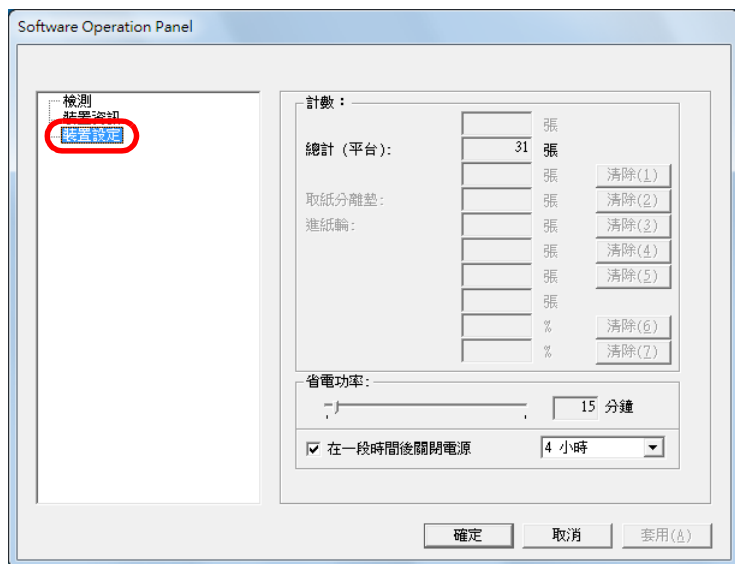 Software Operation Panel
檢測
裝置資訊
裝置設定
計數：
張
總計 (平台): 31 張
張 清除(1)
取紙分離墊: 張 清除(2)
進紙輪: 張 清除(3)
張 清除(4)
張 清除(5)
張
% 清除(6)
% 清除(7)
省電功率:
15 分鐘
在一段時間後關閉電源 4 小時
確定 取消 套用(A)